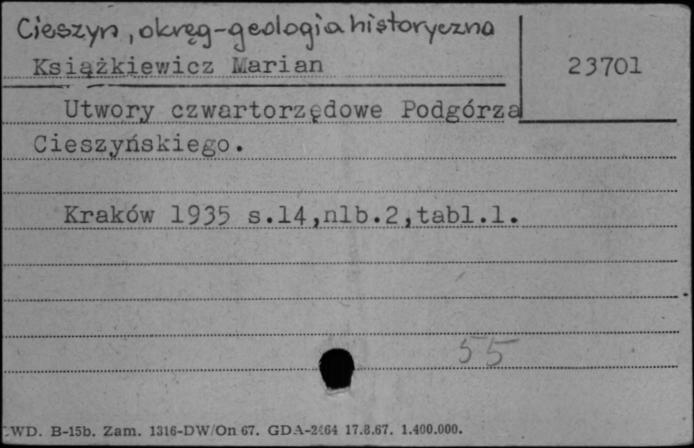 Cieszyn, okręg-geologia historyczna
Książkiewicz Marian
23701
Utwory czwartorzędowe Podgórza
Cieszyńskiego.
Kraków 1935 s.14,nlb.2,tabl.1.
55
WD. B-15b. Zam. 1316-DW/On 67. GDA-2464 17.8.67. 1.400.000.